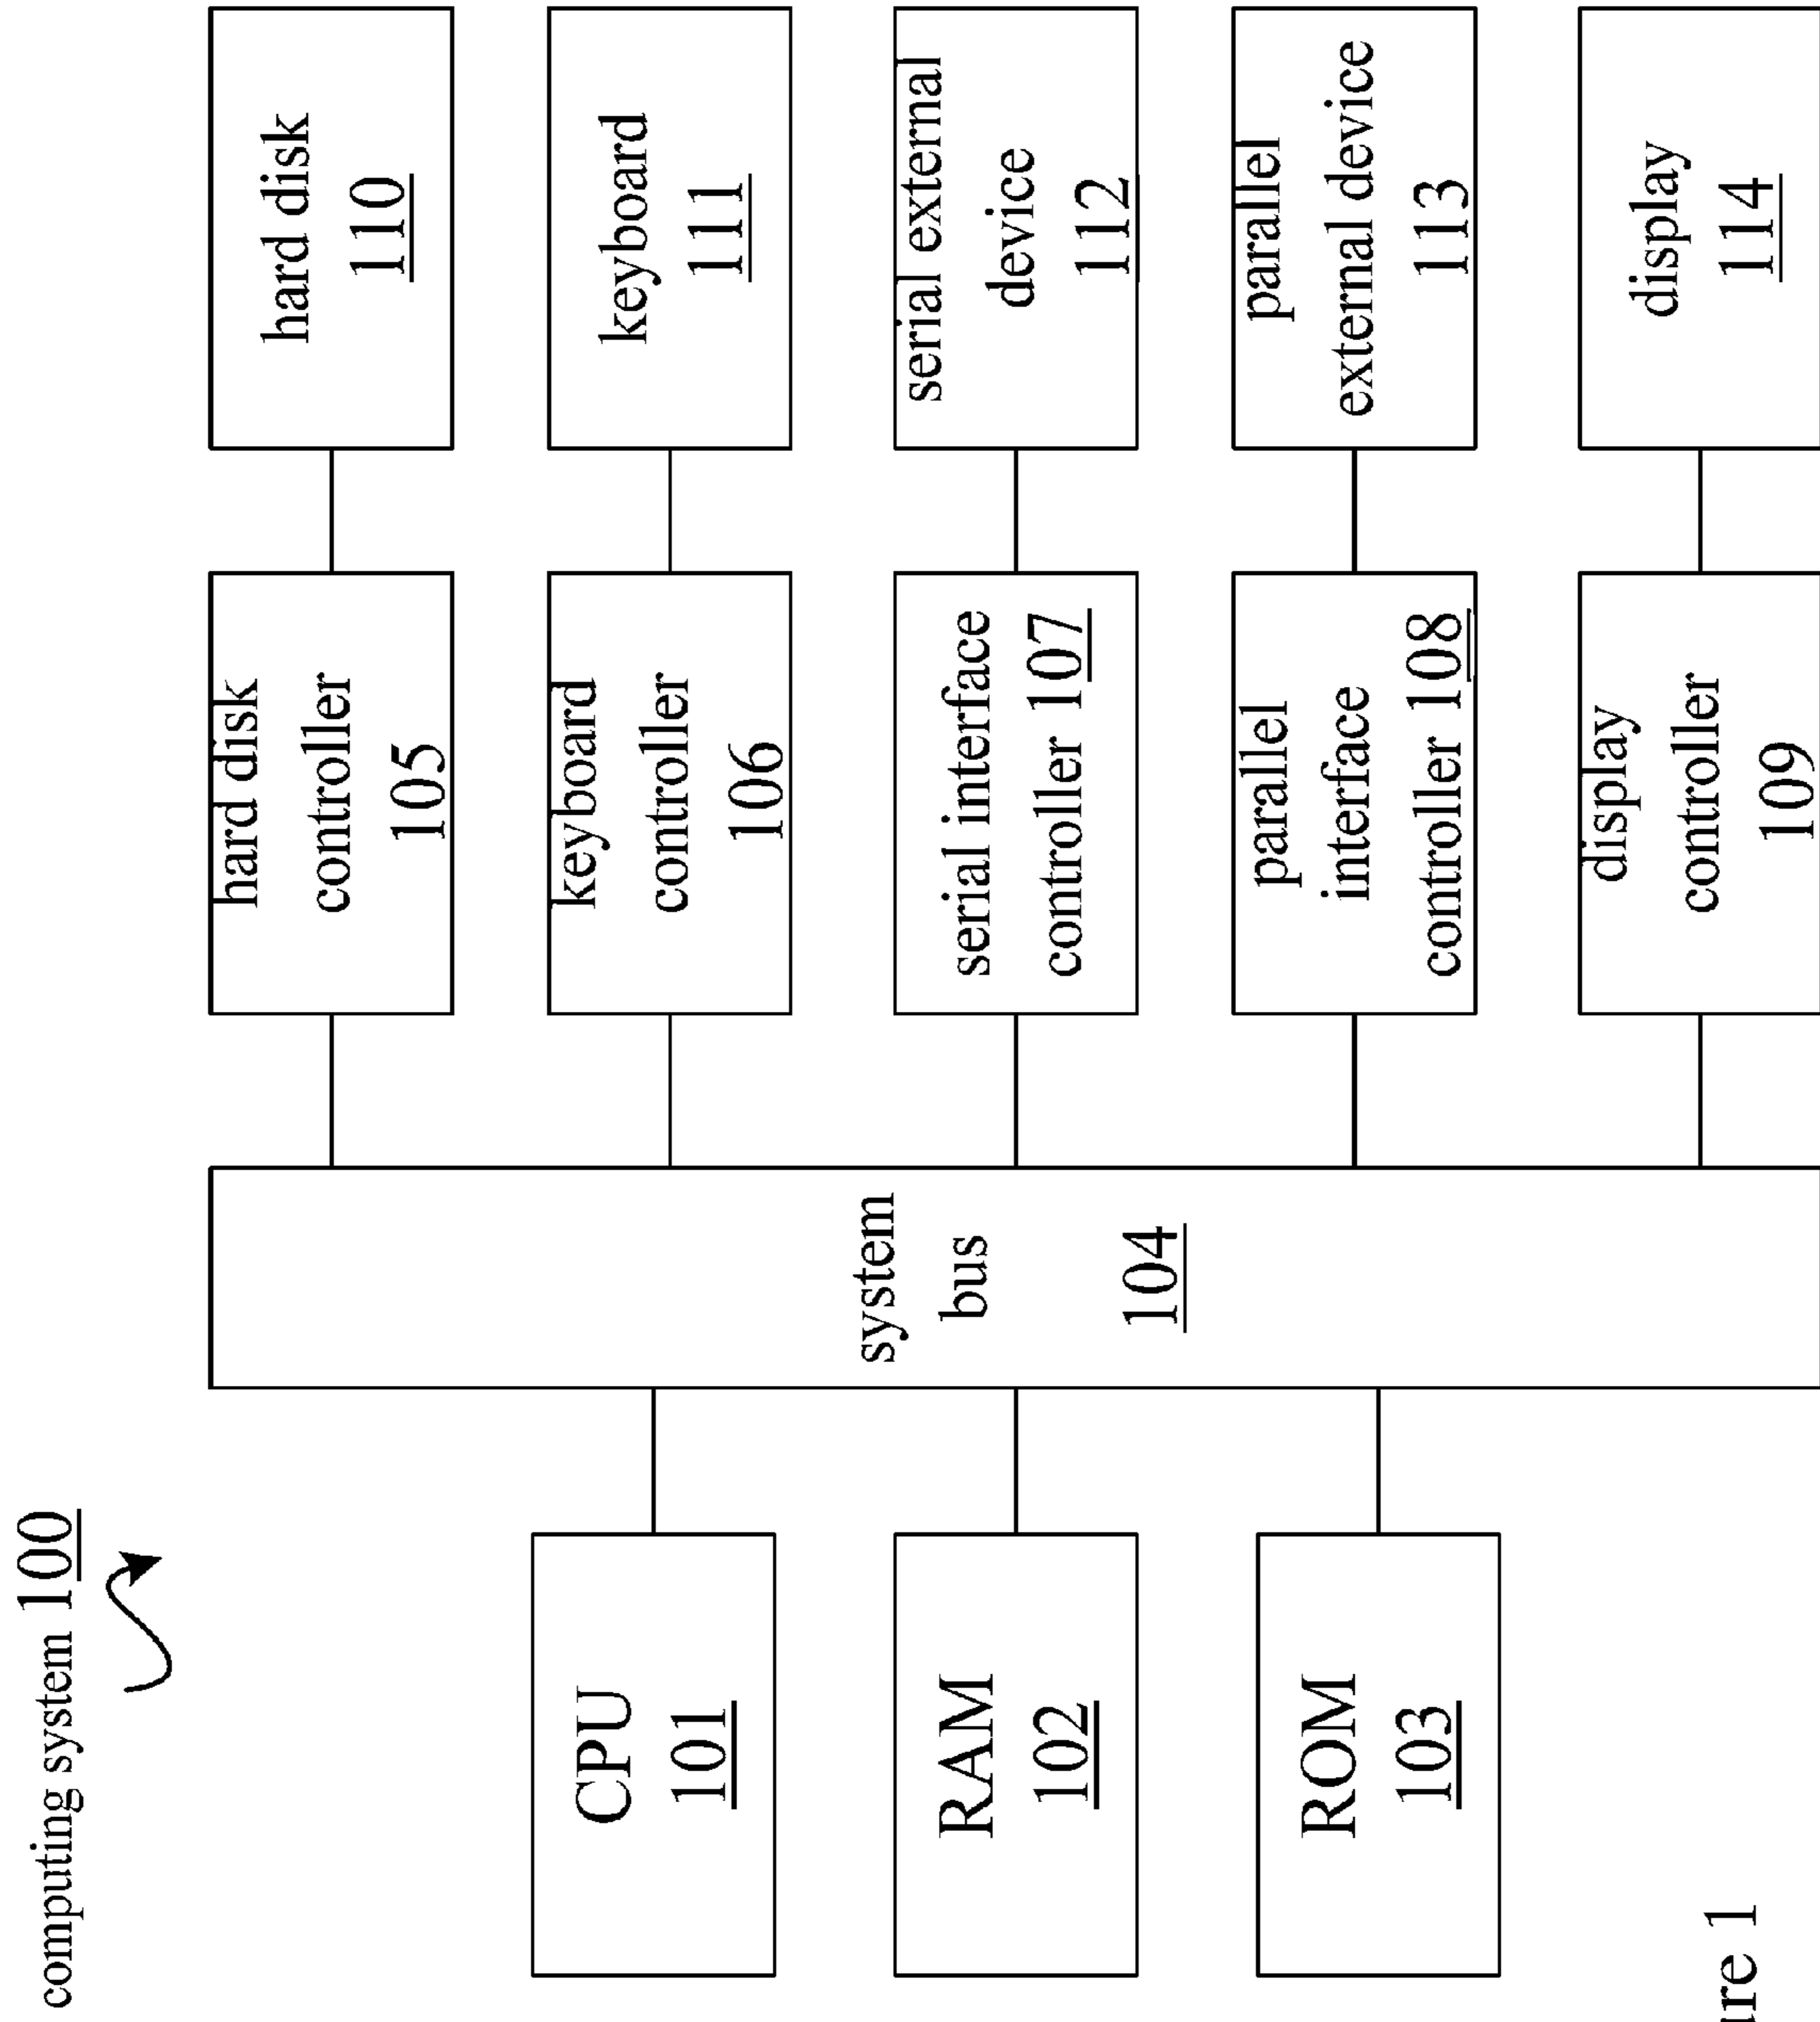 computing system 100
CPU
101
RAM
102
ROM
103
system
bus
104
hard disk
controller
105
keyboard
controller
106
serial interface
controller 107
parallel
interface
controller 108
display
controller
109
hard disk
110
keyboard
111
serial external
device
112
parallel
external device
113
display
114
ure 1